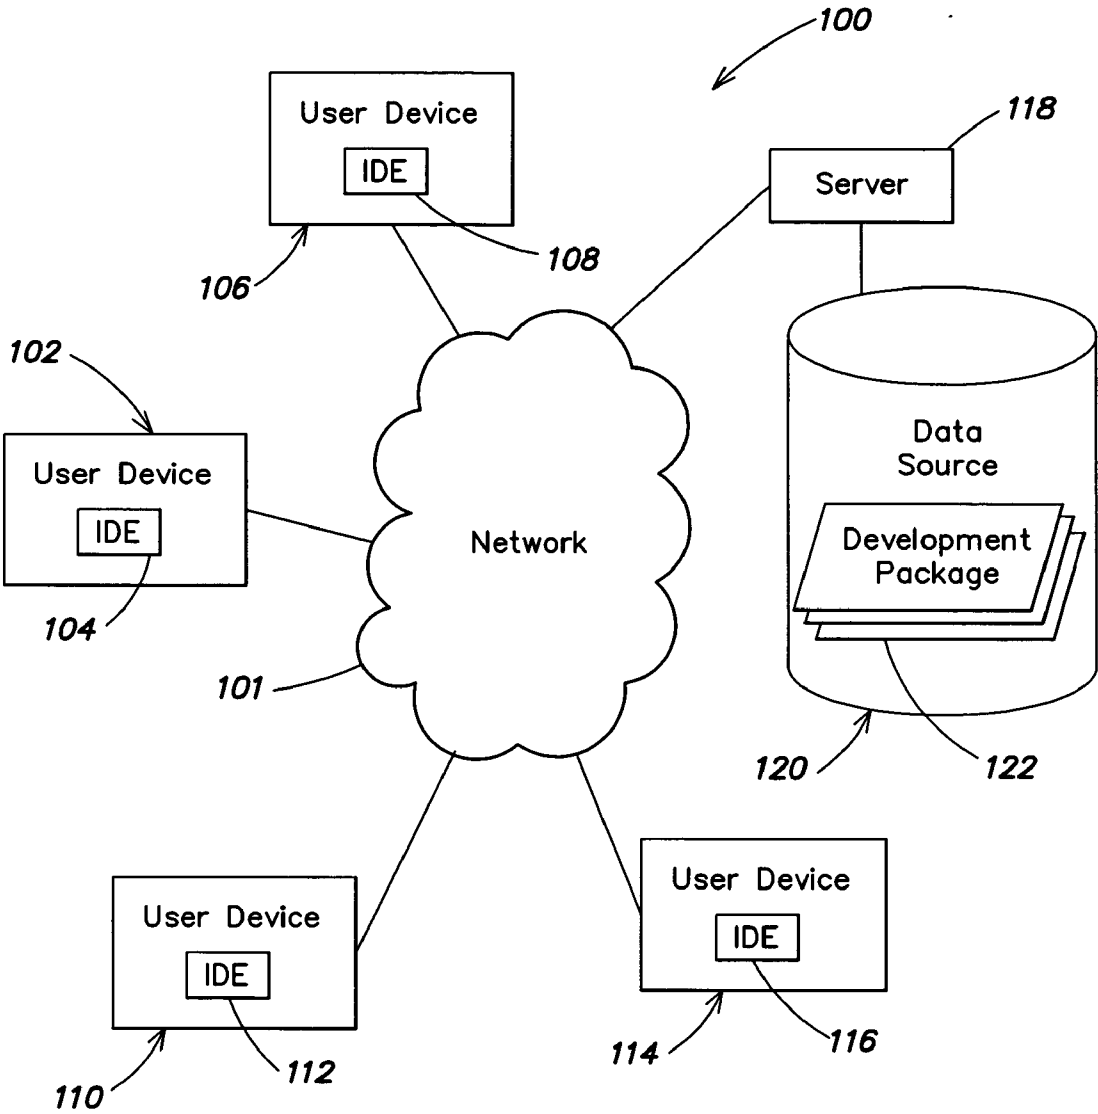 100
User Device
IDE
108
106
118
Server
102
User Device
IDE
104
Network
101
Data
Source
Development
Package
120
122
User Device
IDE
112
110
User Device
IDE
116
114